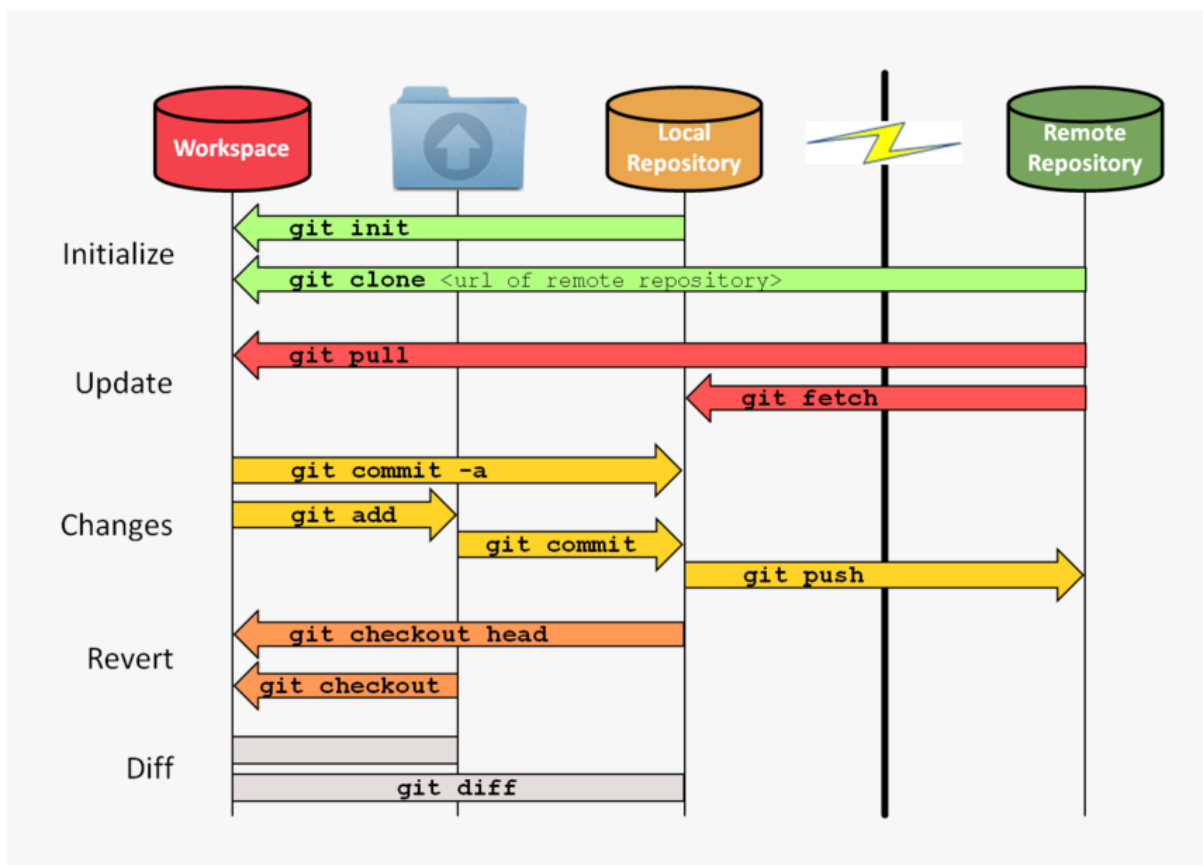 Workspace
Local
Repository
Remote
Repository
Initialize
git init
git clone <url of remote repository>
Update
git pull
git fetch
Changes
git commit -a
git add
git commit
git push
Revert
git checkout head
git checkout
Diff
git diff